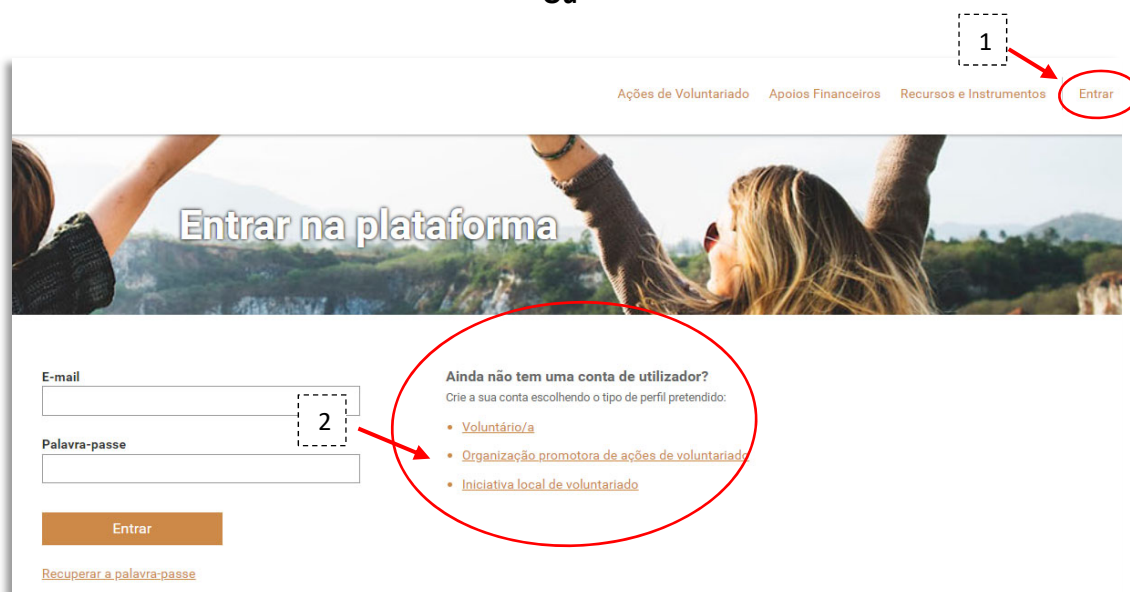 Ou
1
Ações de Voluntariado Apoios Financeiros Recursos e Instrumentos Entrar
Entrar na plataforma
E-mail
Palavra-passe
Entrar
Recuperar a palavra-passe
2
Ainda não tem uma conta de utilizador?
Crie a sua conta escolhendo o tipo de perfil pretendido:
• Voluntário/a
• Organização promotora de ações de voluntariado
• Iniciativa local de voluntariado